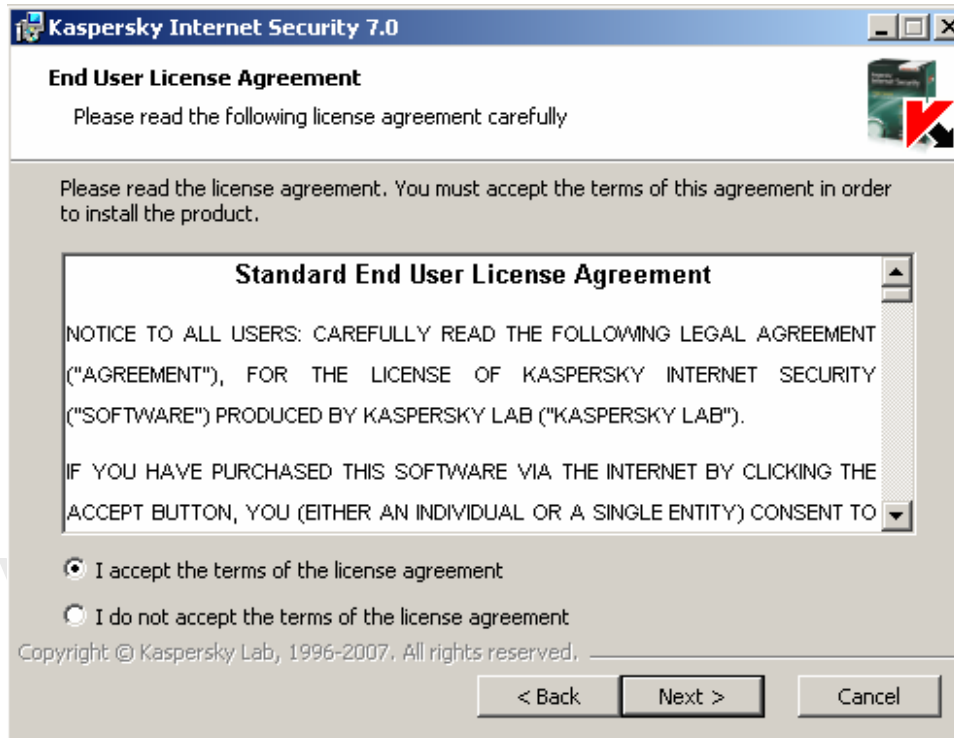 Kaspersky Internet Security 7.0
End User License Agreement
Please read the following license agreement carefully
Please read the license agreement. You must accept the terms of this agreement in order
to install the product.
Standard End User License Agreement
NOTICE TO ALL USERS: CAREFULLY READ THE FOLLOWING LEGAL AGREEMENT
("AGREEMENT"), FOR THE LICENSE OF KASPERSKY INTERNET SECURITY
("SOFTWARE") PRODUCED BY KASPERSKY LAB ("KASPERSKY LAB").
IF YOU HAVE PURCHASED THIS SOFTWARE VIA THE INTERNET BY CLICKING THE
ACCEPT BUTTON, YOU (EITHER AN INDIVIDUAL OR A SINGLE ENTITY) CONSENT TO
I accept the terms of the license agreement
I do not accept the terms of the license agreement
Copyright © Kaspersky Lab, 1996-2007. All rights reserved.
< Back Next > Cancel